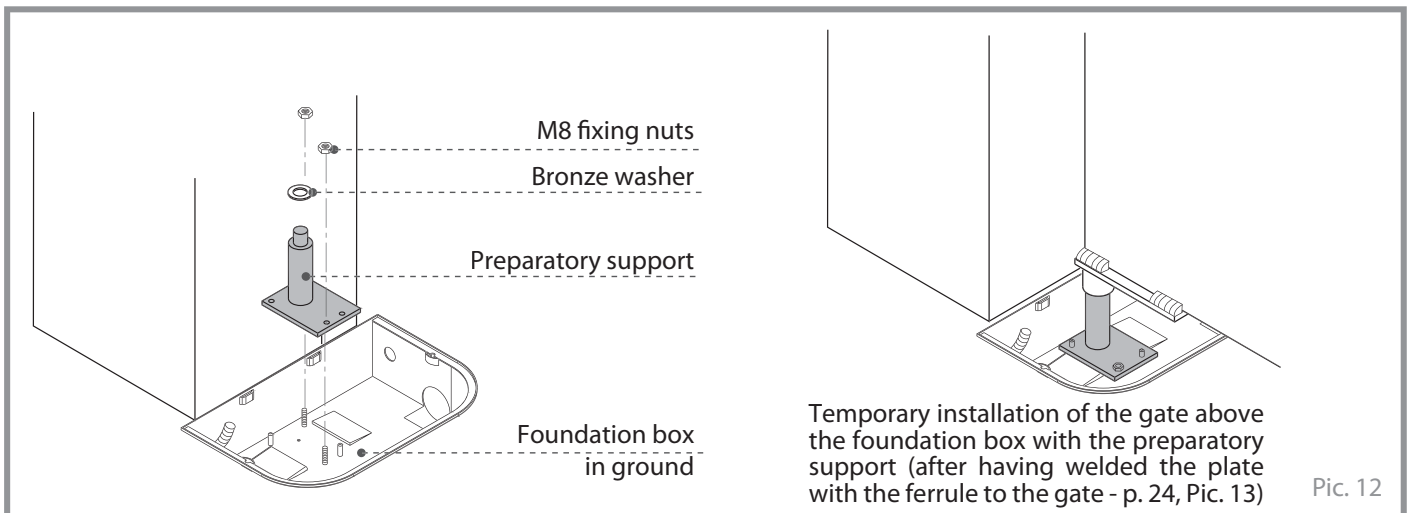 M8 fixing nuts
Bronze washer
Preparatory support
Foundation box
in ground
Temporary installation of the gate above
the foundation box with the preparatory
support (after having welded the plate
with the ferrule to the gate - p. 24, Pic. 13)
Pic. 12